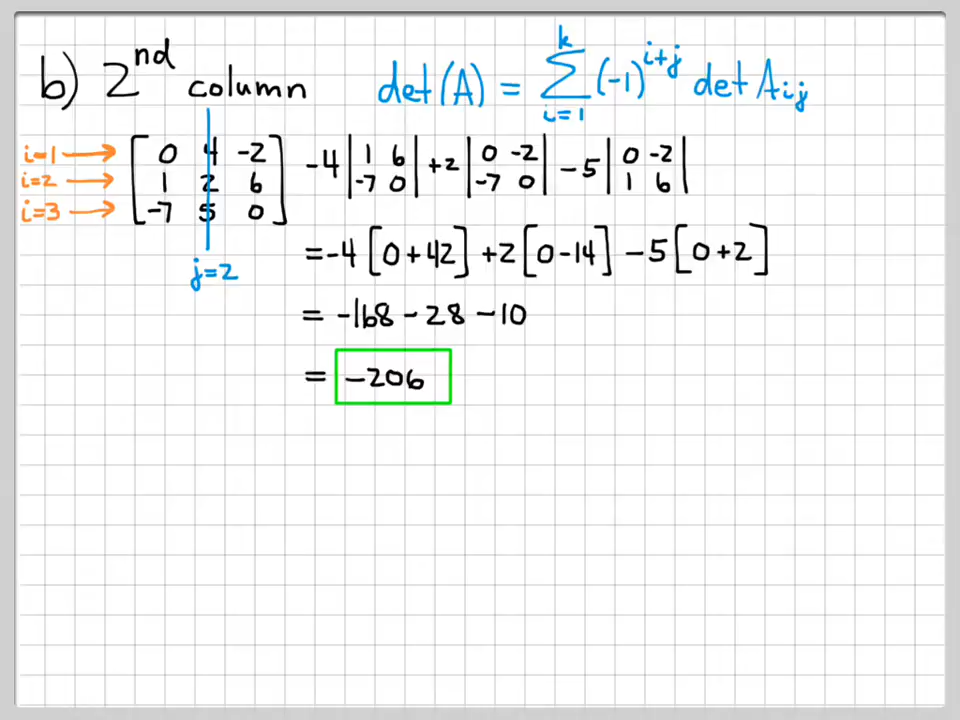 b) 2nd column det(A) = k Σ i=1 (-1)^i+j det Aij
i=1 → [ 0 4 -2 ] -4 | 1 6 | +2 | 0 -2 | -5 | 0 -2 |
i=2 → [ 1 2 6 ] | -7 0 | | -7 0 | | 1 6 |
i=3 → [ -7 5 0 ]
= -4 [0+42] +2 [0-14] -5 [0+2]
j=2
= -168 - 28 - 10
= -206